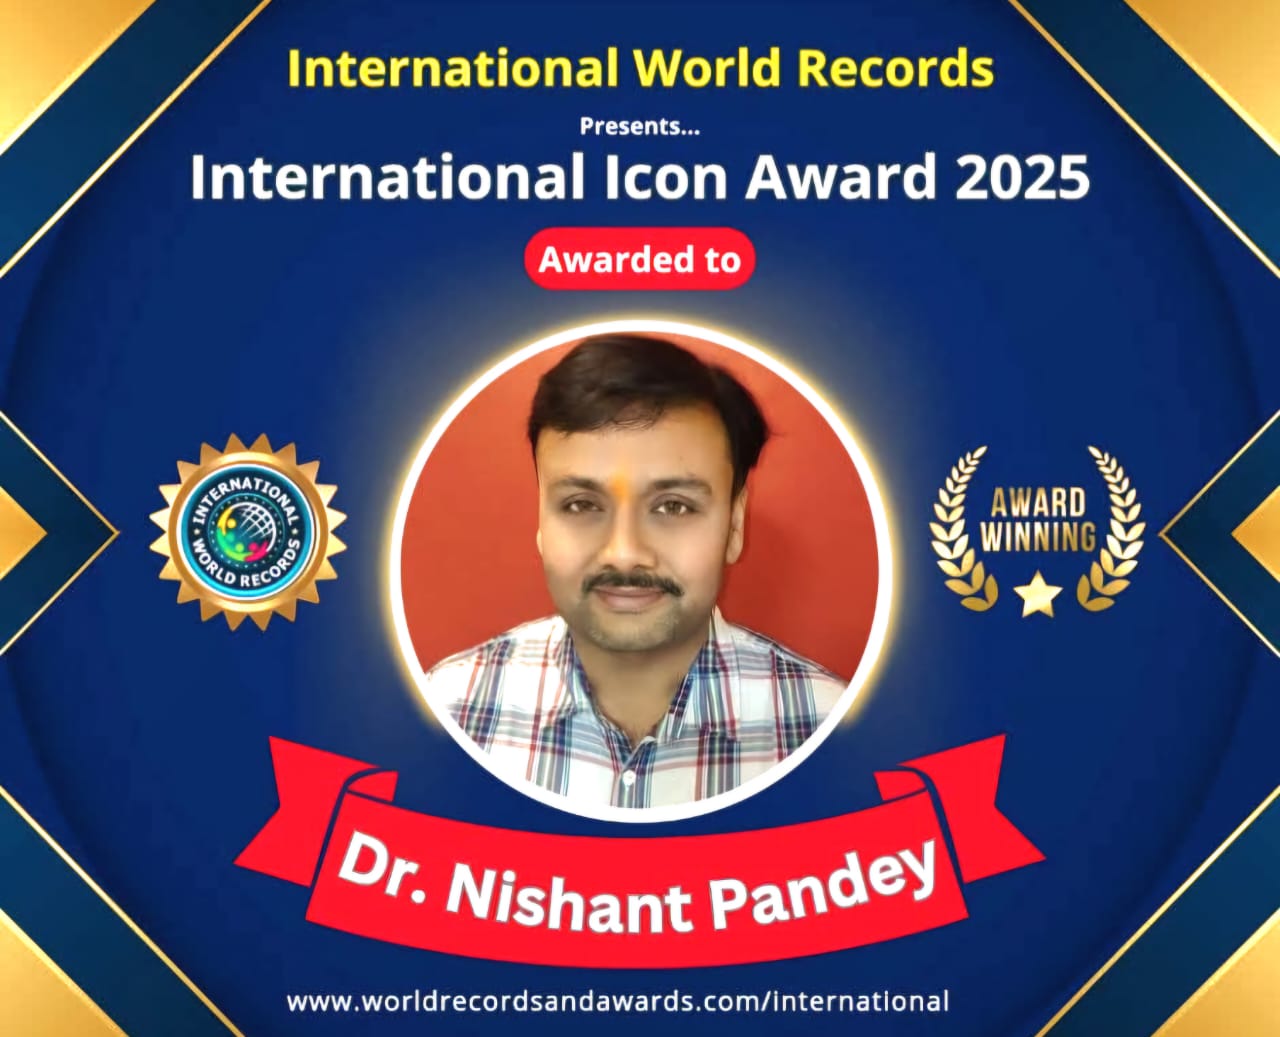 International World Records
Presents...
International Icon Award 2025
Awarded to
INTERNATIONAL
WORLD RECORDS
AWARD
WINNING
Dr. Nishant Pandey
www.worldrecordsandawards.com/international